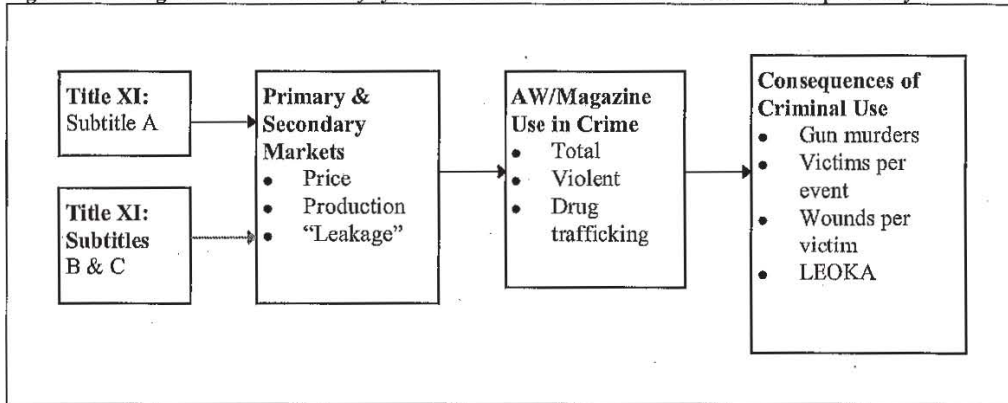 Title XI:
Subtitle A
Title XI:
Subtitles
B & C
Primary &
Secondary
Markets
• Price
• Production
• “Leakage”
AW/Magazine
Use in Crime
• Total
• Violent
• Drug
trafficking
Consequences of
Criminal Use
• Gun murders
• Victims per
event
• Wounds per
victim
• LEOKA